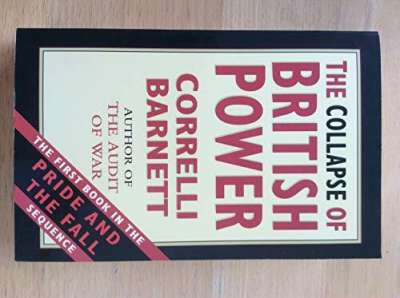 THE COLLAPSE OF
BRITISH
POWER
CORRELLI
BARNETT
AUTHOR OF
THE AUDIT
OF WAR
THE FIRST BOOK IN THE
PRIDE AND
THE FALL
SEQUENCE